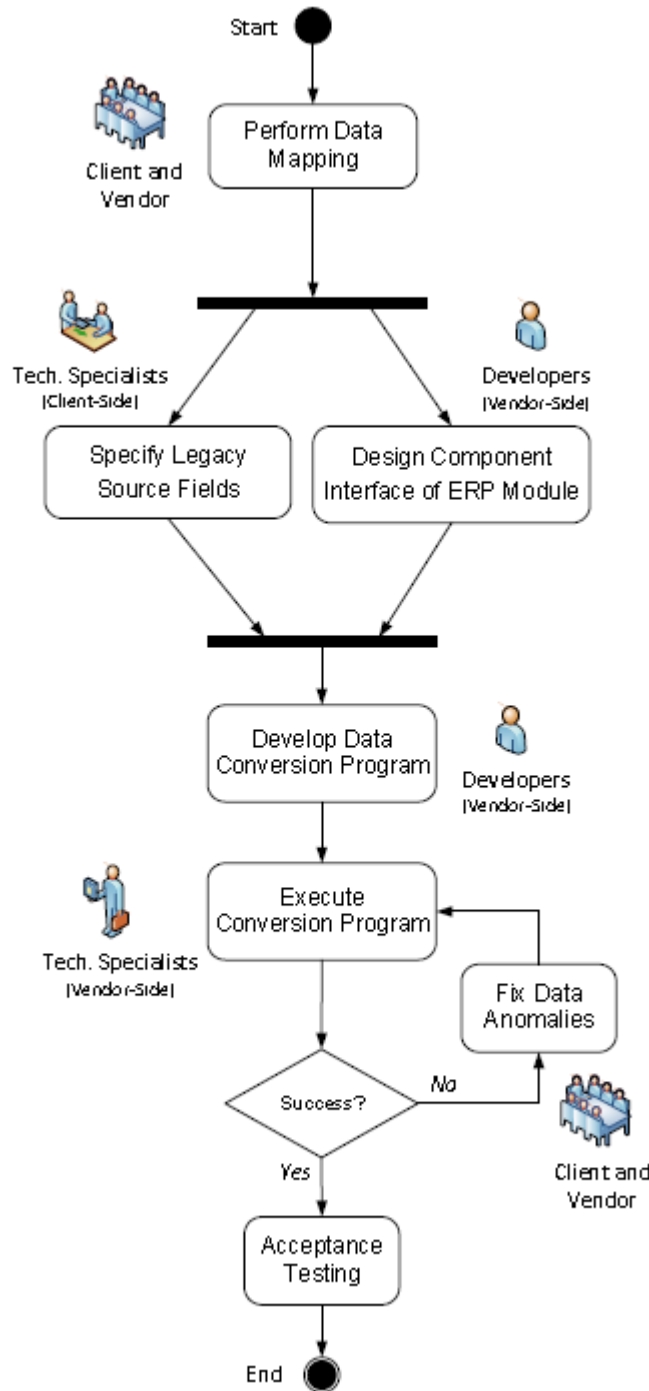 Start
Client and
Vendor
Perform Data
Mapping
Tech. Specialists
(Client-Side)
Developers
(Vendor-Side)
Specify Legacy
Source Fields
Design Component
Interface of ERP Module
Develop Data
Conversion Program
Developers
(Vendor-Side)
Execute
Conversion Program
Tech. Specialists
(Vendor-Side)
Fix Data
Anomalies
Success?
No
Client and
Vendor
Yes
Acceptance
Testing
End